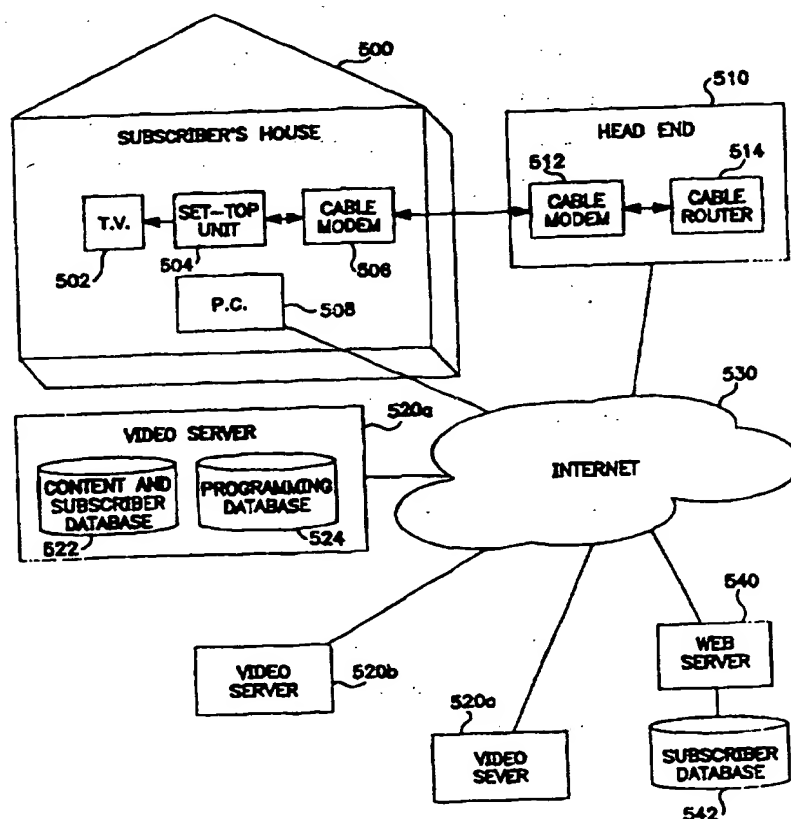 500
SUBSCRIBER'S HOUSE
T.V.
502
SET-TOP
UNIT
504
CABLE
MODEM
506
P.C.
508
510
HEAD END
512
CABLE
MODEM
514
CABLE
ROUTER
530
INTERNET
520a
VIDEO SERVER
CONTENT AND
SUBSCRIBER
DATABASE
522
PROGRAMMING
DATABASE
524
VIDEO
SERVER
520b
520a
VIDEO
SEVER
540
WEB
SERVER
SUBSCRIBER
DATABASE
542